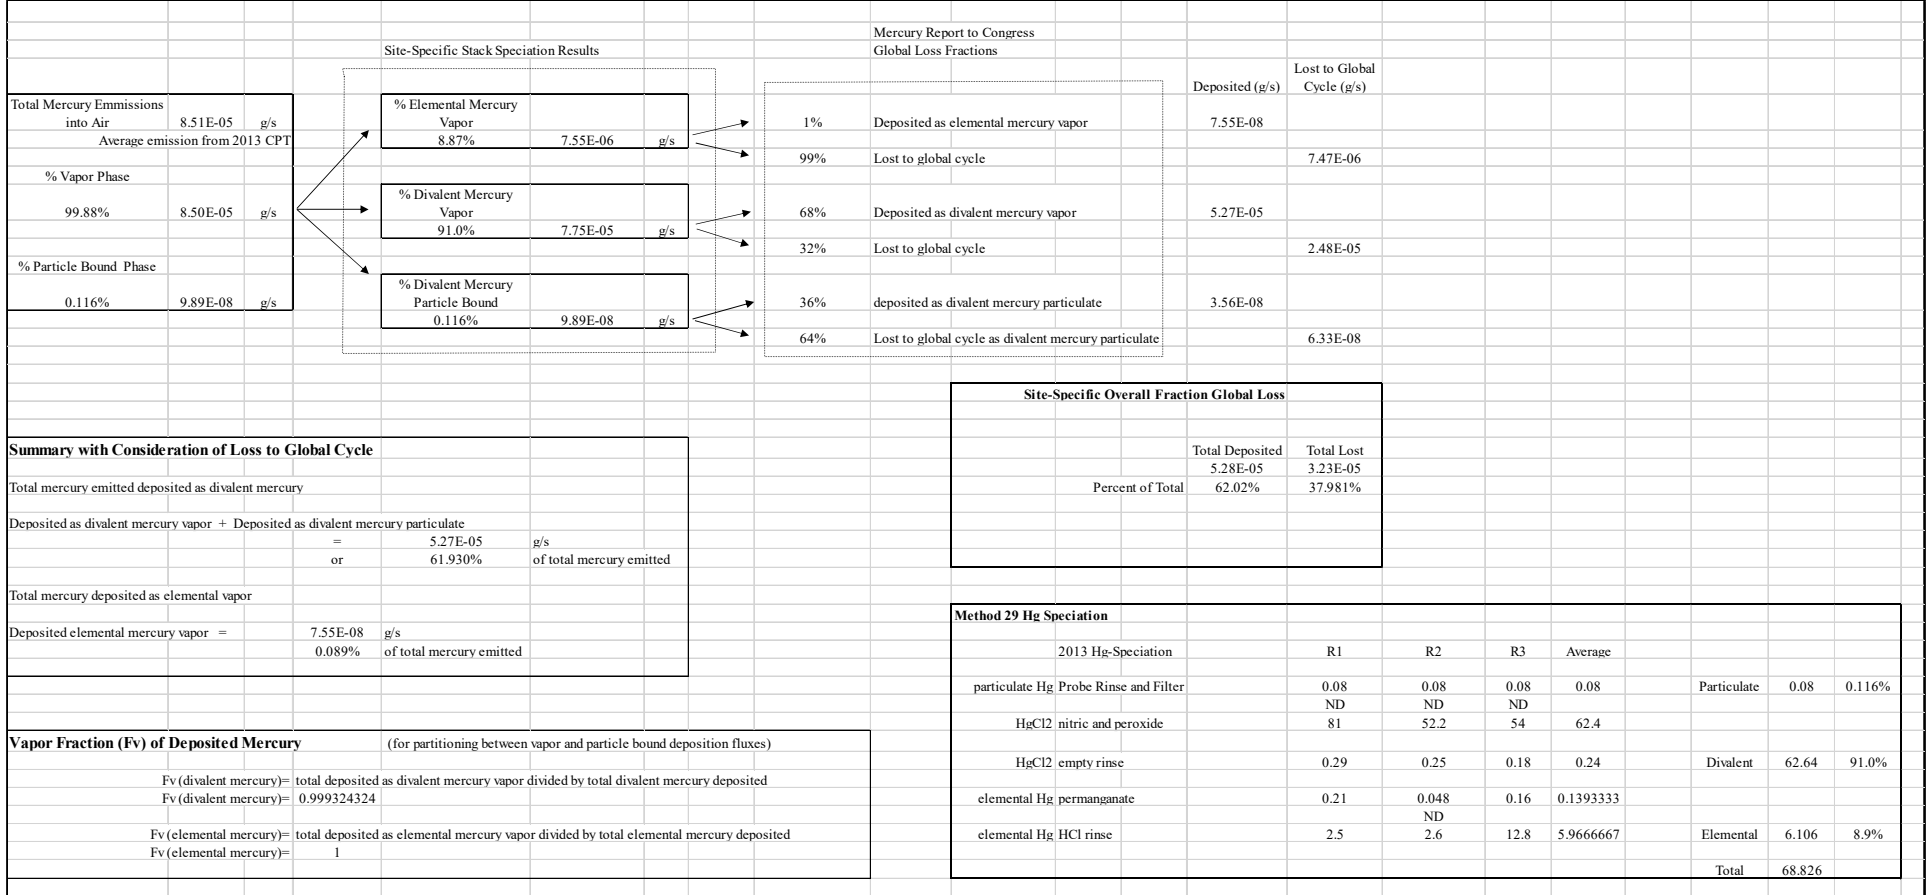 Mercury Report to Congress
Site-Specific Stack Speciation Results Global Loss Fractions
Lost to Global
Deposited (g/s) Cycle (g/s)
Total Mercury Emmissions % Elemental Mercury
into Air 8.51E-05 g/s Vapor 1% Deposited as elemental mercury vapor 7.55E-08
Average emission from 2013 CPT 8.87% 7.55E-06 g/s
99% Lost to global cycle 7.47E-06
% Vapor Phase
% Divalent Mercury
99.88% 8.50E-05 g/s Vapor 68% Deposited as divalent mercury vapor 5.27E-05
91.0% 7.75E-05 g/s
32% Lost to global cycle 2.48E-05
% Particle Bound Phase
% Divalent Mercury
0.116% 9.89E-08 g/s Particle Bound 36% deposited as divalent mercury particulate 3.56E-08
0.116% 9.89E-08 g/s
64% Lost to global cycle as divalent mercury particulate 6.33E-08
Site-Specific Overall Fraction Global Loss
Total Deposited Total Lost
5.28E-05 3.23E-05
Percent of Total 62.02% 37.981%
Summary with Consideration of Loss to Global Cycle
Total mercury emitted deposited as divalent mercury
Deposited as divalent mercury vapor + Deposited as divalent mercury particulate
= 5.27E-05 g/s
or 61.930% of total mercury emitted
Total mercury deposited as elemental vapor
Deposited elemental mercury vapor = 7.55E-08 g/s
0.089% of total mercury emitted
Method 29 Hg Speciation
2013 Hg-Speciation R1 R2 R3 Average
particulate Hg Probe Rinse and Filter 0.08 0.08 0.08 0.08 Particulate 0.08 0.116%
ND ND ND
HgCl2 nitric and peroxide 81 52.2 54 62.4
HgCl2 empty rinse 0.29 0.25 0.18 0.24 Divalent 62.64 91.0%
elemental Hg permanganate 0.21 0.048 0.16 0.1393333
ND
elemental Hg HCl rinse 2.5 2.6 12.8 5.9666667 Elemental 6.106 8.9%
Total 68.826
Vapor Fraction (Fv) of Deposited Mercury (for partitioning between vapor and particle bound deposition fluxes)
Fv (divalent mercury)= total deposited as divalent mercury vapor divided by total divalent mercury deposited
Fv (divalent mercury)= 0.999324324
Fv (elemental mercury)= total deposited as elemental mercury vapor divided by total elemental mercury deposited
Fv (elemental mercury)= 1